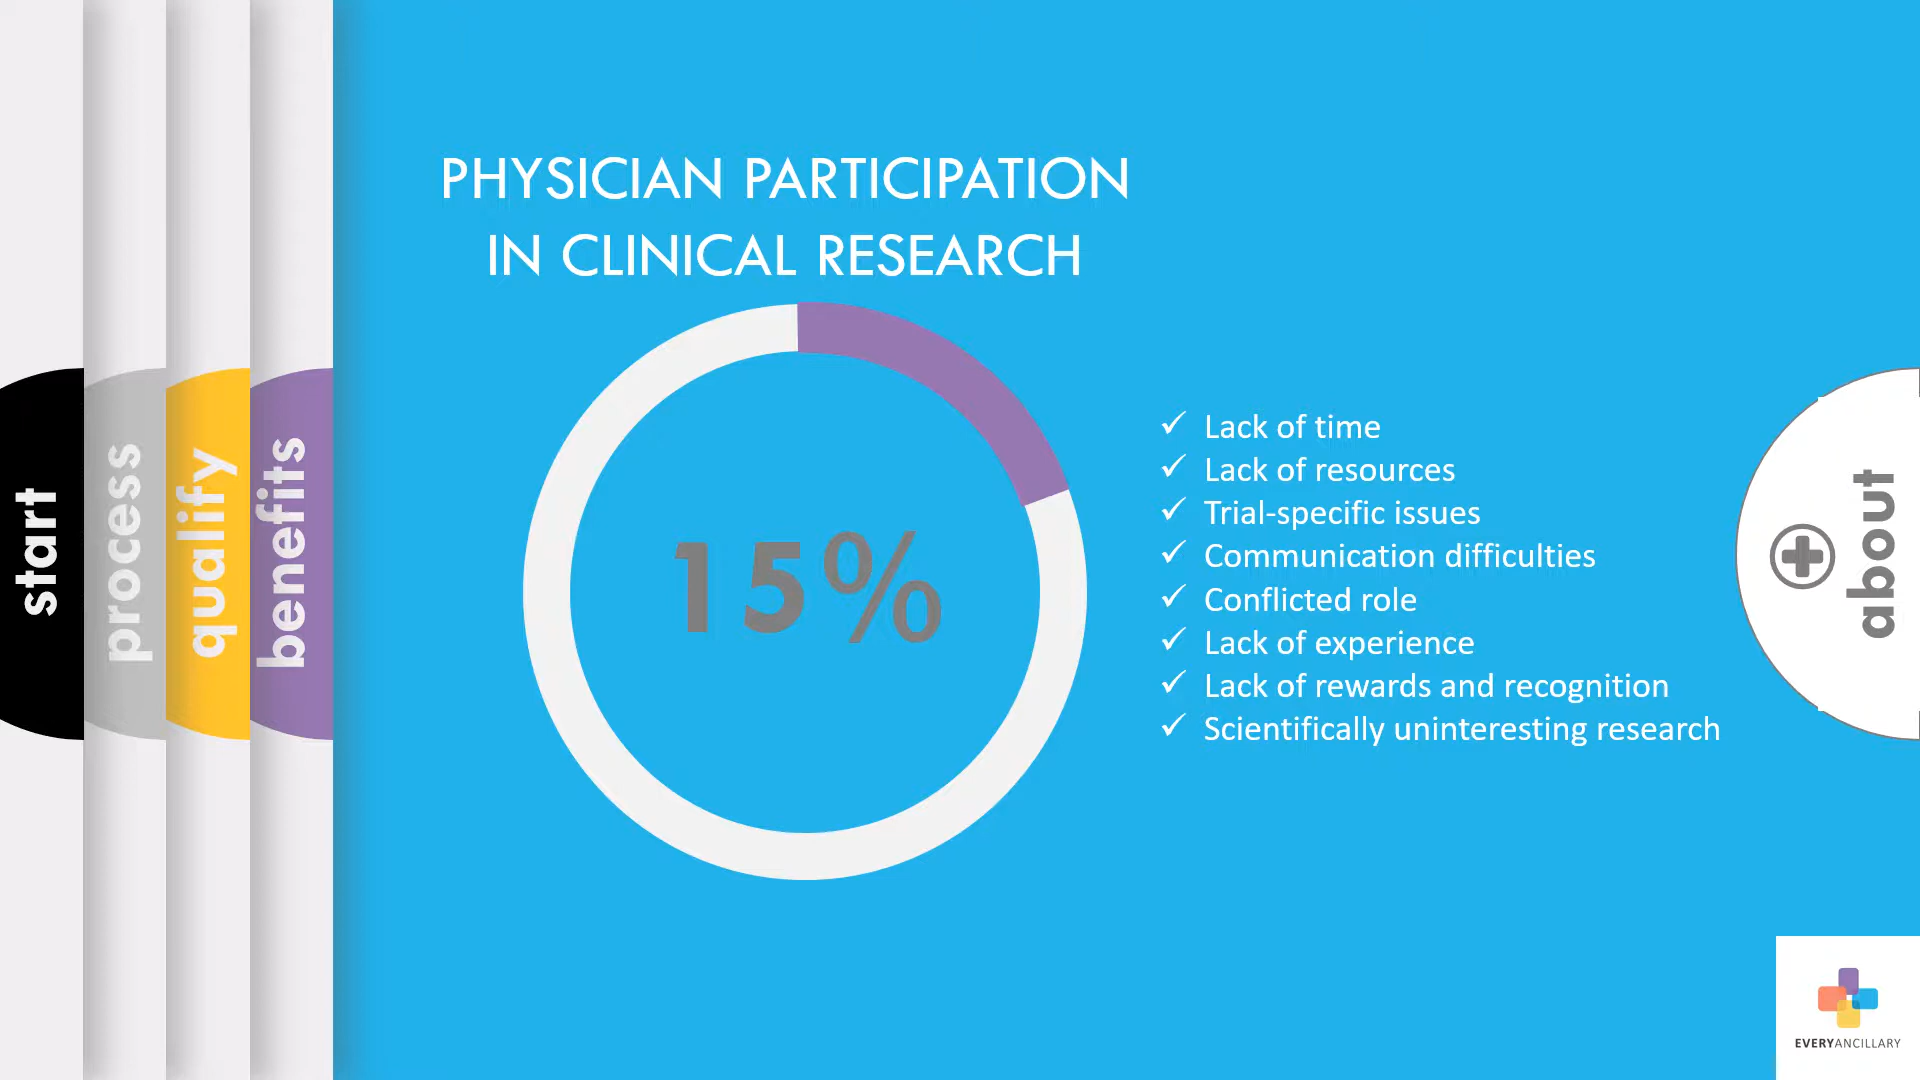 start
process
qualify
benefits
PHYSICIAN PARTICIPATION
IN CLINICAL RESEARCH
15%
✓ Lack of time
✓ Lack of resources
✓ Trial-specific issues
✓ Communication difficulties
✓ Conflicted role
✓ Lack of experience
✓ Lack of rewards and recognition
✓ Scientifically uninteresting research
about
EVERYANCILLARY